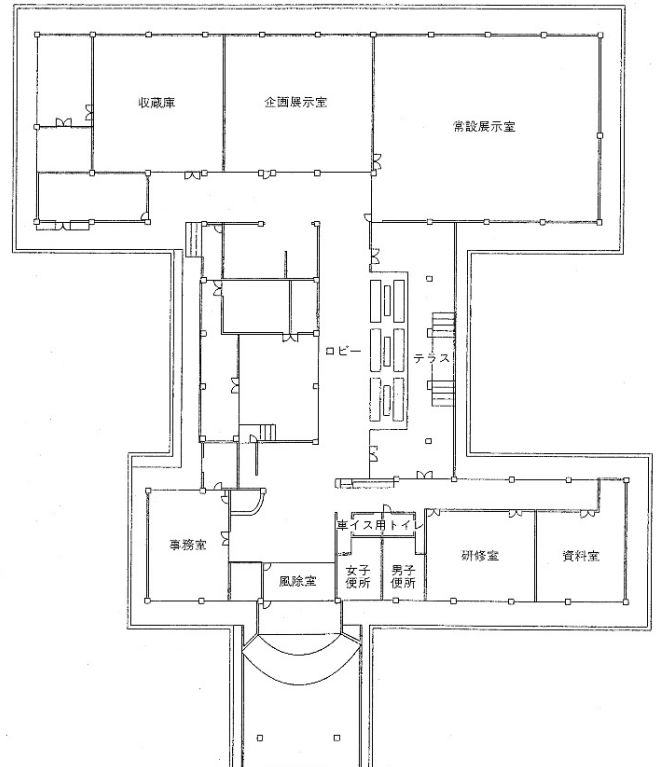 収蔵庫
企画展示室
常設展示室
ロビー
テラス
車イス用トイレ
事務室
風除室
女子
便所
男子
便所
研修室
資料室